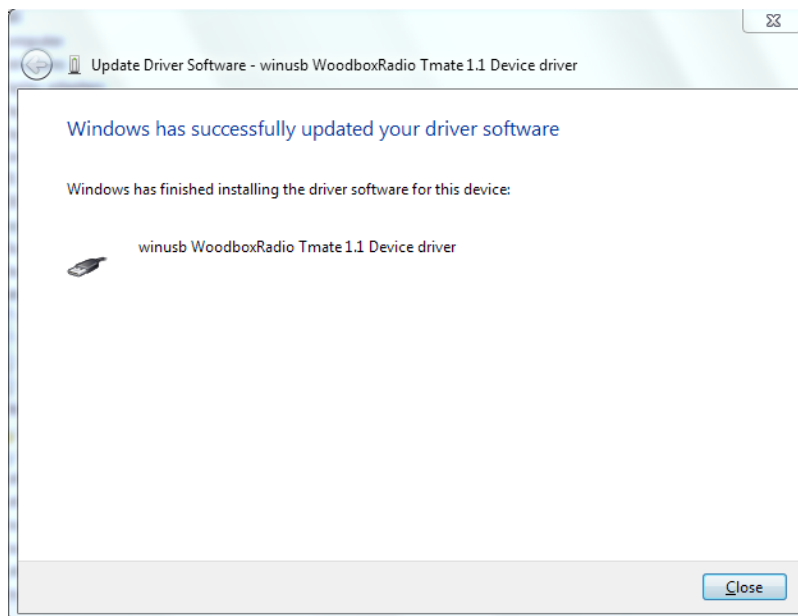 Update Driver Software - winusb WoodboxRadio Tmate 1.1 Device driver
Windows has successfully updated your driver software
Windows has finished installing the driver software for this device:
winusb WoodboxRadio Tmate 1.1 Device driver
Close